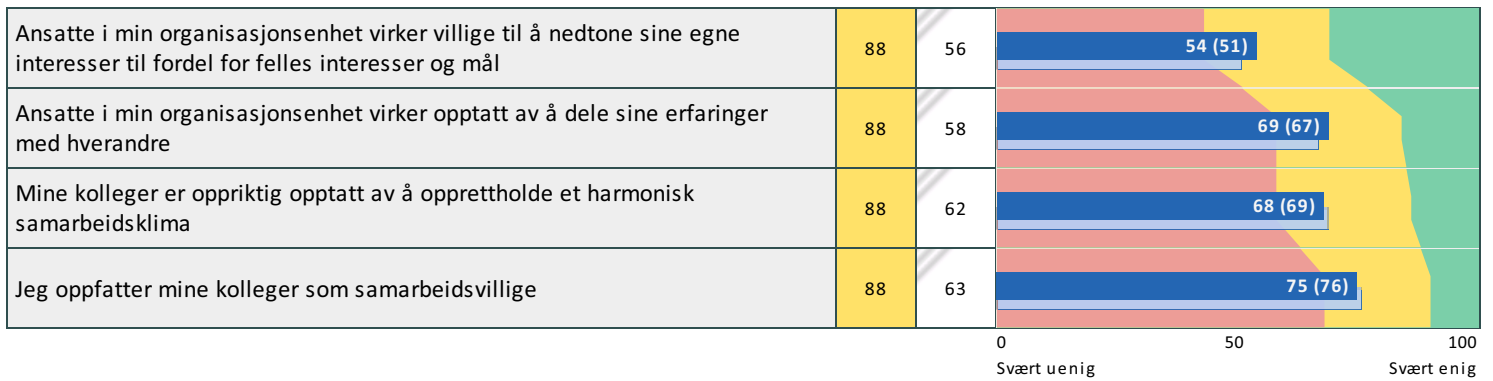 Ansatte i min organisasjonsenhet virker villige til å nedtone sine egne
interesser til fordel for felles interesser og mål
88
56
54 (51)
Ansatte i min organisasjonsenhet virker opptatt av å dele sine erfaringer
med hverandre
88
58
69 (67)
Mine kolleger er oppriktig opptatt av å opprettholde et harmonisk
samarbeidsklima
88
62
68 (69)
Jeg oppfatter mine kolleger som samarbeidsvillige
88
63
75 (76)
0 50 100
Svært uenig Svært enig